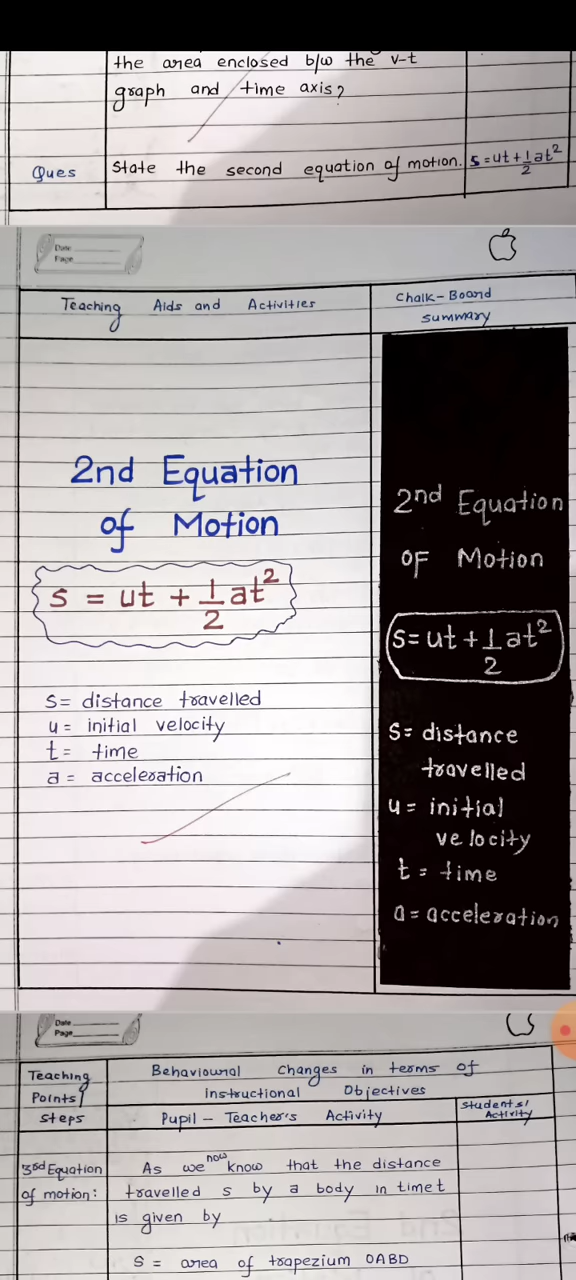 the area enclosed b/w the v-t
graph and time axis?
Ques
State the second equation of motion.
s=ut+1/2at²
Date
Page
Teaching Aids and Activities
Chalk-Board
summary
2nd Equation
of Motion
s = ut + 1/2 at²
s= distance travelled
u= initial velocity
t= time
a= acceleration
2nd Equation
OF Motion
s=ut+1/2at²
s= distance
travelled
u= initial
velocity
t= time
a= acceleration
Date
Page
Teaching
Points/
Steps
Behavioural Changes in terms of
instructional Objectives
Pupil - Teacher's Activity
Students'
Activity
3rd Equation
of motion:
As we now know that the distance
travelled s by a body in time t
is given by
s = area of trapezium OABD